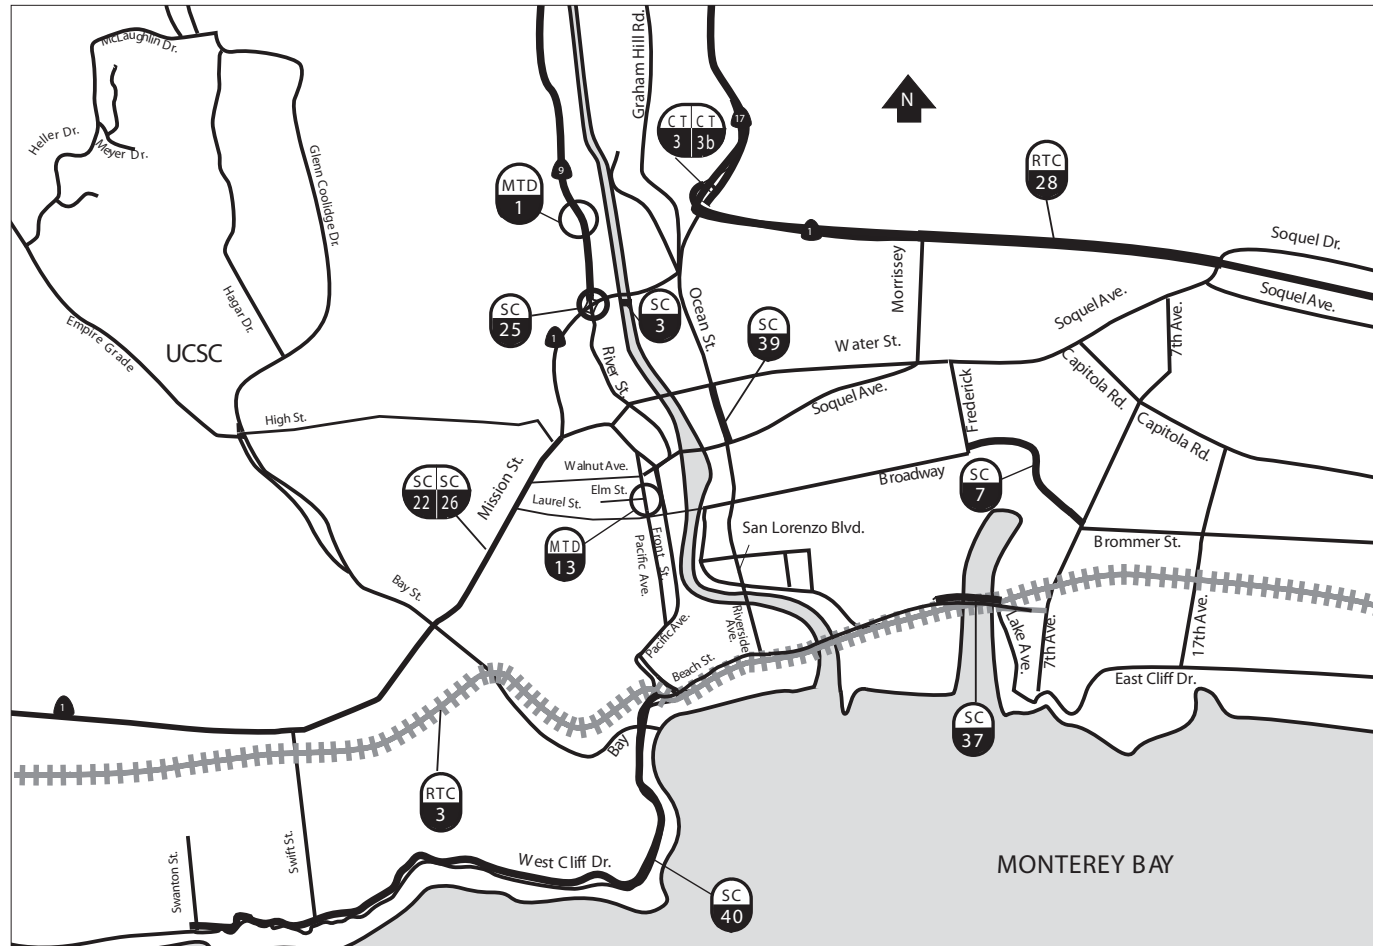 McLaughlin Dr.
Graham Hill Rd.
N
17
CT CT
3 3b
Heller Dr.
Meyer Dr.
Glenn Coolidge Dr.
9
RTC
28
MTD
1
1
Soquel Dr.
Morrissey
Soquel Ave.
Soquel Ave.
7th Ave.
Hagar Dr.
SC
25
SC
3
Ocean St.
SC
39
Empire Grade
UCSC
1
River St.
Water St.
Capitola Rd.
Soquel Ave.
Frederick
High St.
Capitola Rd.
Mission St.
Walnut Ave.
SC SC
22 26
Elm St.
Laurel St.
Broadway
SC
7
MTD
13
Front St.
Pacific Ave.
San Lorenzo Blvd.
Brommer St.
Bay St.
Pacific Ave.
Riverside
Ave.
Lake Ave.
7th Ave.
17th Ave.
Beach St.
East Cliff Dr.
1
Bay
SC
37
RTC
3
Swanton St.
Swift St.
West Cliff Dr.
MONTEREY BAY
SC
40